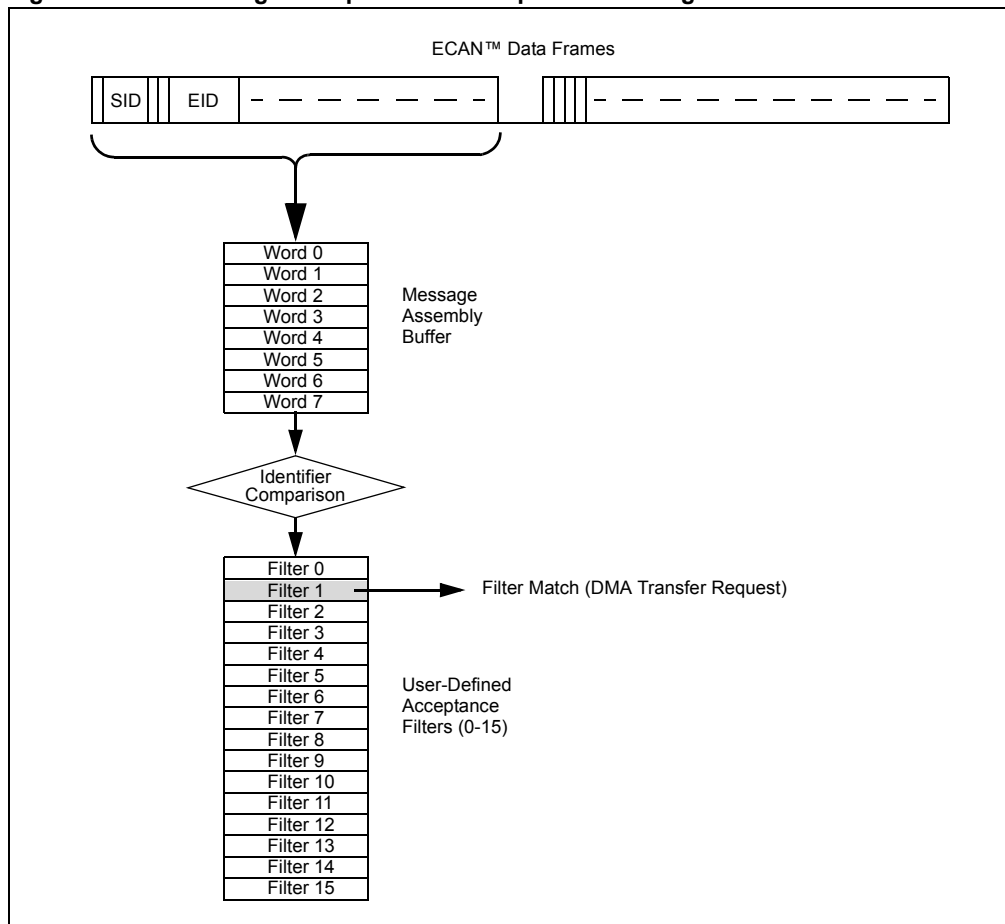 ECAN™ Data Frames
SID
EID
Word 0
Word 1
Word 2
Word 3
Word 4
Word 5
Word 6
Word 7
Message
Assembly
Buffer
Identifier
Comparison
Filter 0
Filter 1
Filter 2
Filter 3
Filter 4
Filter 5
Filter 6
Filter 7
Filter 8
Filter 9
Filter 10
Filter 11
Filter 12
Filter 13
Filter 14
Filter 15
Filter Match (DMA Transfer Request)
User-Defined
Acceptance
Filters (0-15)